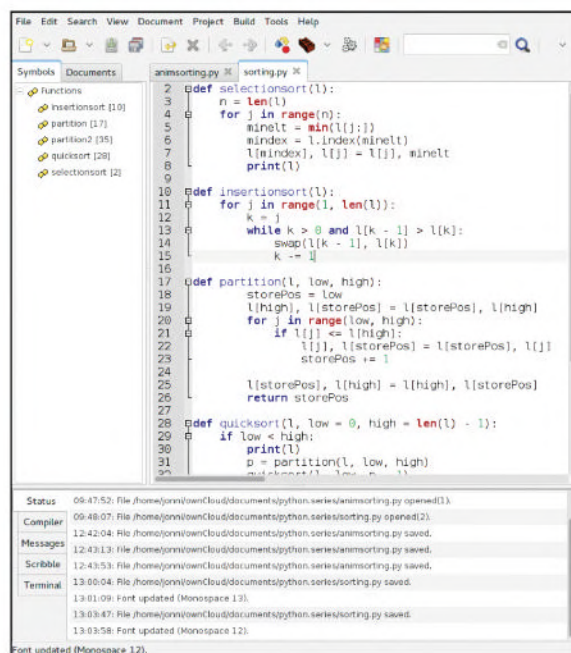 File Edit Search View Document Project Build Tools Help
Symbols Documents
Functions
insertionsort [10]
partition [17]
partition2 [35]
quicksort [28]
selectionsort [2]
animsorting.py sorting.py
2 def selectionsort(l):
3 n = len(l)
4 for j in range(n):
5 minelt = min(l[j:])
6 mindex = l.index(minelt)
7 l[mindex], l[j] = l[j], minelt
8 print(l)
9
10 def insertionsort(l):
11 for j in range(1, len(l)):
12 k = j
13 while k > 0 and l[k - 1] > l[k]:
14 swap(l[k - 1], l[k])
15 k -= 1
16
17 def partition(l, low, high):
18 storePos = low
19 l[high], l[storePos] = l[storePos], l[high]
20 for j in range(low, high):
21 if l[j] <= l[high]:
22 l[j], l[storePos] = l[storePos], l[j]
23 storePos += 1
24
25 l[storePos], l[high] = l[high], l[storePos]
26 return storePos
27
28 def quicksort(l, low = 0, high = len(l) - 1):
29 if low < high:
30 print(l)
31 p = partition(l, low, high)
Status
Compiler
Messages
Scribble
Terminal
09:47:52: File /home/jonni/ownCloud/documents/python.series/animsorting.py opened(1).
09:48:07: File /home/jonni/ownCloud/documents/python.series/sorting.py opened(2).
12:42:04: File /home/jonni/ownCloud/documents/python.series/animsorting.py saved.
12:43:13: File /home/jonni/ownCloud/documents/python.series/animsorting.py saved.
12:43:53: File /home/jonni/ownCloud/documents/python.series/animsorting.py saved.
13:00:04: File /home/jonni/ownCloud/documents/python.series/sorting.py saved.
13:01:09: Font updated (Monospace 13).
13:03:47: File /home/jonni/ownCloud/documents/python.series/sorting.py saved.
13:03:58: Font updated (Monospace 12).
Font updated (Monospace 12).